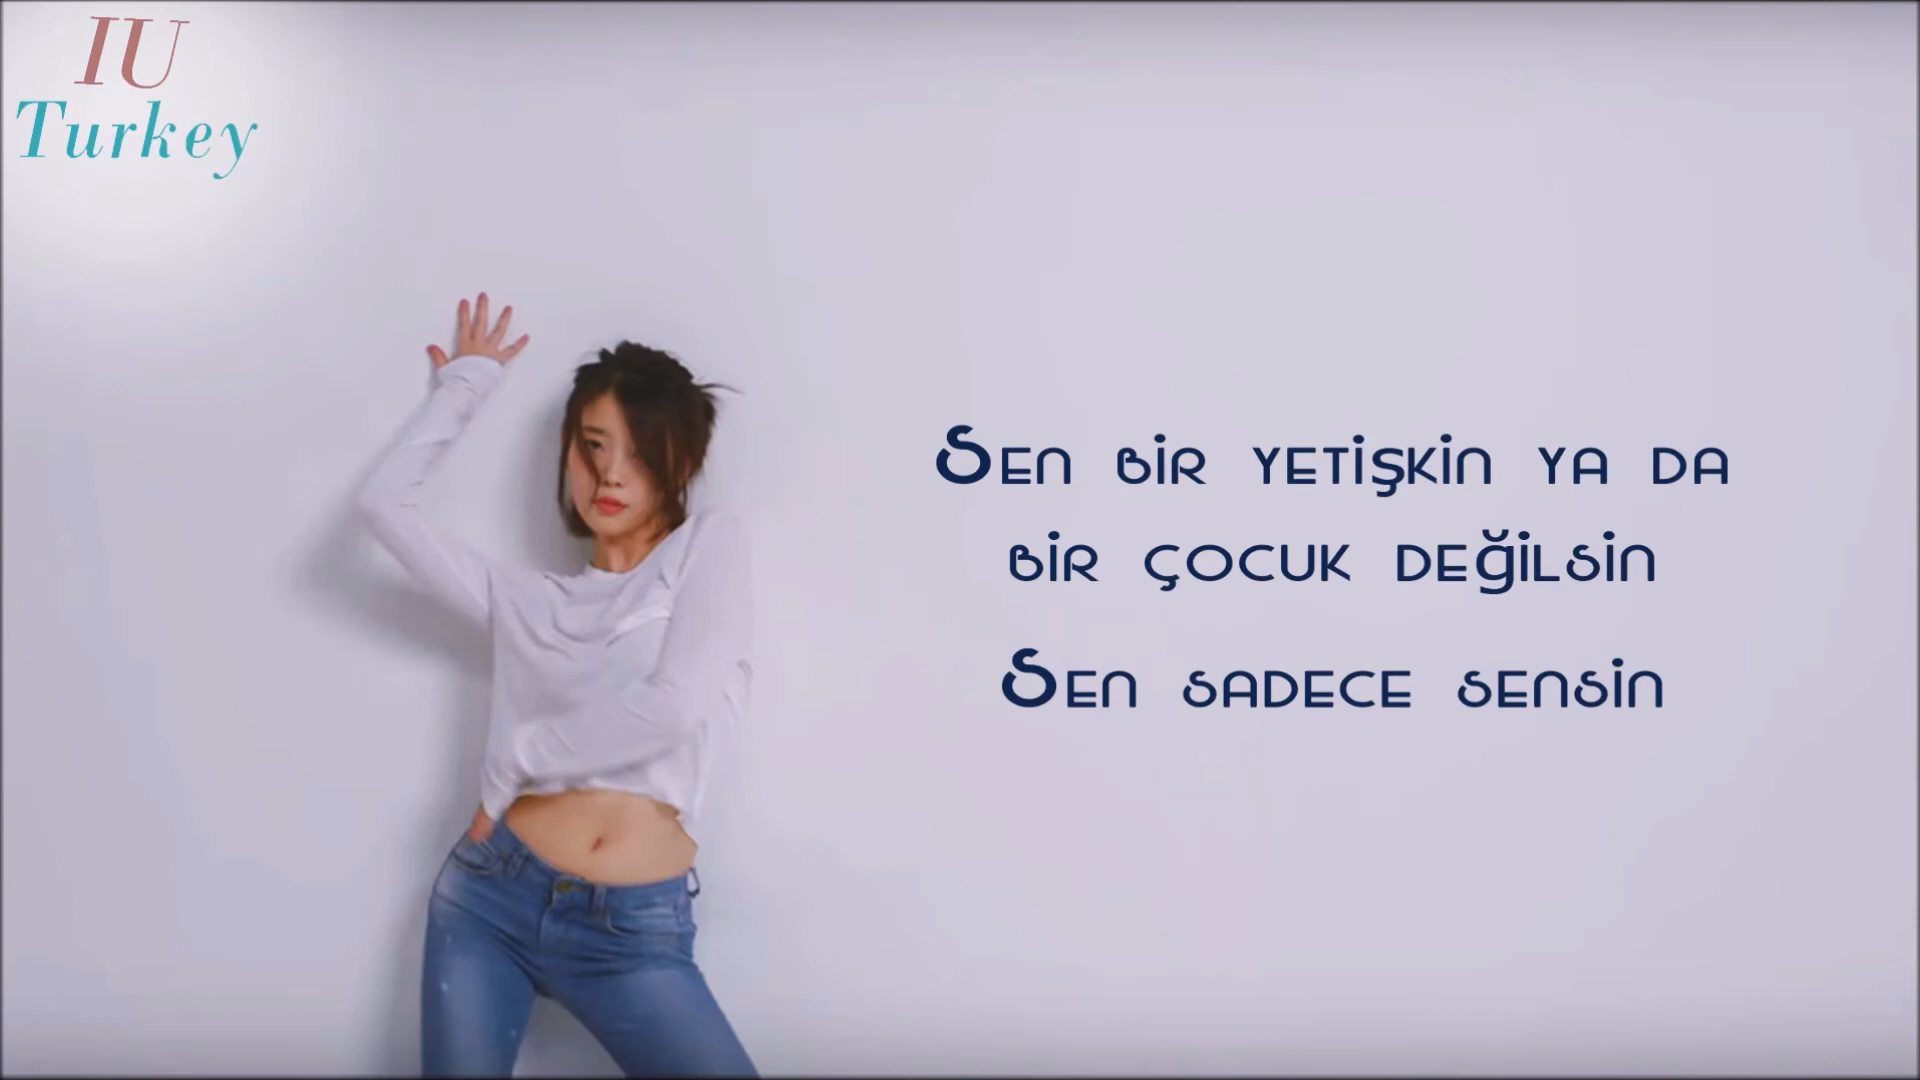 IU
Turkey
Sen bir yetişkin ya da
bir çocuk değilsin
Sen sadece sensin